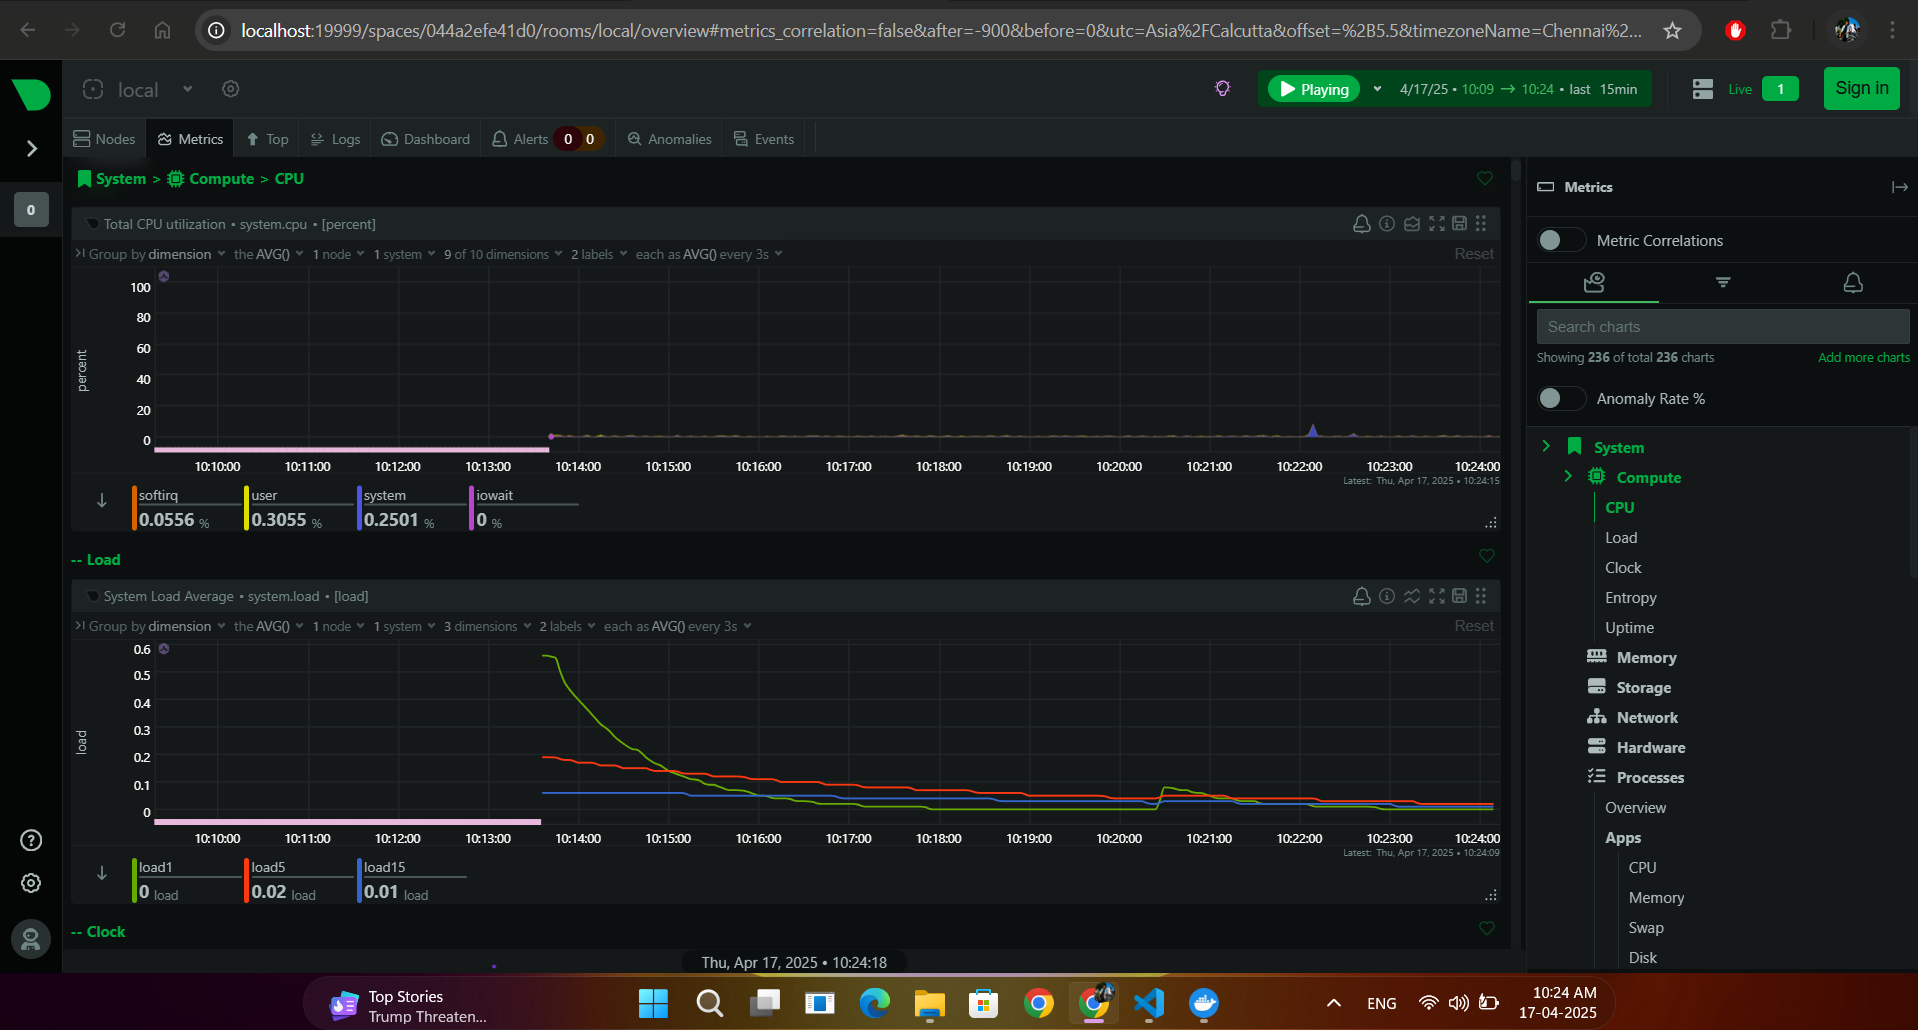 localhost:19999/spaces/044a2efe41d0/rooms/local/overview#metrics_correlation=false&after=-900&before=0&utc=Asia%2FCalcutta&offset=%2B5.5&timezoneName=Chennai%2...
local
Playing 4/17/25 • 10:09 → 10:24 • last 15min
Live 1
Sign in
Nodes Metrics Top Logs Dashboard Alerts 0 0 Anomalies Events
0
System > Compute > CPU
Total CPU utilization • system.cpu • [percent]
Group by dimension the AVG() 1 node 1 system 9 of 10 dimensions 2 labels each as AVG() every 3s Reset
percent
100
80
60
40
20
0
10:10:00 10:11:00 10:12:00 10:13:00 10:14:00 10:15:00 10:16:00 10:17:00 10:18:00 10:19:00 10:20:00 10:21:00 10:22:00 10:23:00 10:24:00
Latest: Thu, Apr 17, 2025 • 10:24:15
softirq user system iowait
0.0556 % 0.3055 % 0.2501 % 0 %
-- Load
System Load Average • system.load • [load]
Group by dimension the AVG() 1 node 1 system 3 dimensions 2 labels each as AVG() every 3s Reset
load
0.6
0.5
0.4
0.3
0.2
0.1
0
10:10:00 10:11:00 10:12:00 10:13:00 10:14:00 10:15:00 10:16:00 10:17:00 10:18:00 10:19:00 10:20:00 10:21:00 10:22:00 10:23:00 10:24:00
Latest: Thu, Apr 17, 2025 • 10:24:09
load1 load5 load15
0 load 0.02 load 0.01 load
-- Clock
Thu, Apr 17, 2025 • 10:24:18
Metrics
Metric Correlations
Search charts
Showing 236 of total 236 charts Add more charts
Anomaly Rate %
System
Compute
CPU
Load
Clock
Entropy
Uptime
Memory
Storage
Network
Hardware
Processes
Overview
Apps
CPU
Memory
Swap
Disk
Top Stories
Trump Threaten...
ENG
10:24 AM
17-04-2025